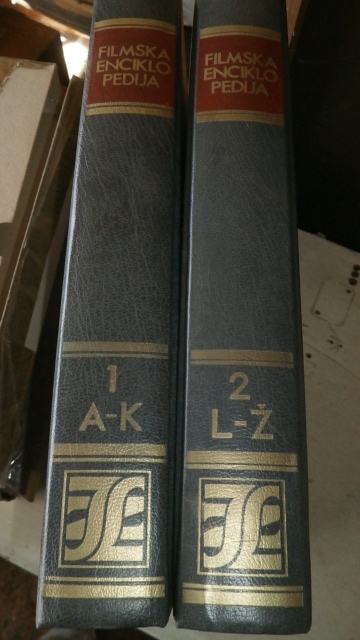 FILMSKA
ENCIKLO
PEDIJA
1
A-K
FILMSKA
ENCIKLO
PEDIJA
2
L-Ž